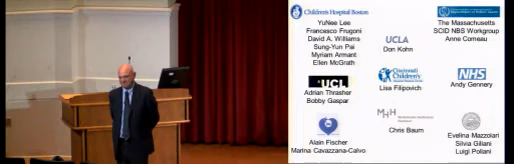 Children's Hospital Boston
YuNee Lee
Francesco Frugoni
David A. Williams
Sung-Yun Pai
Myriam Armant
Ellen McGrath
UCLA
Don Kohn
The Massachusetts
SCID NBS Workgroup
Anne Comeau
UCL
Adrian Thrasher
Bobby Gaspar
Cincinnati
Children's
Lisa Filipovich
NHS
Andy Gennery
Alain Fischer
Marina Cavazzana-Calvo
MHH
Chris Baum
Evelina Mazzolari
Silvia Giliani
Luigi Poliani